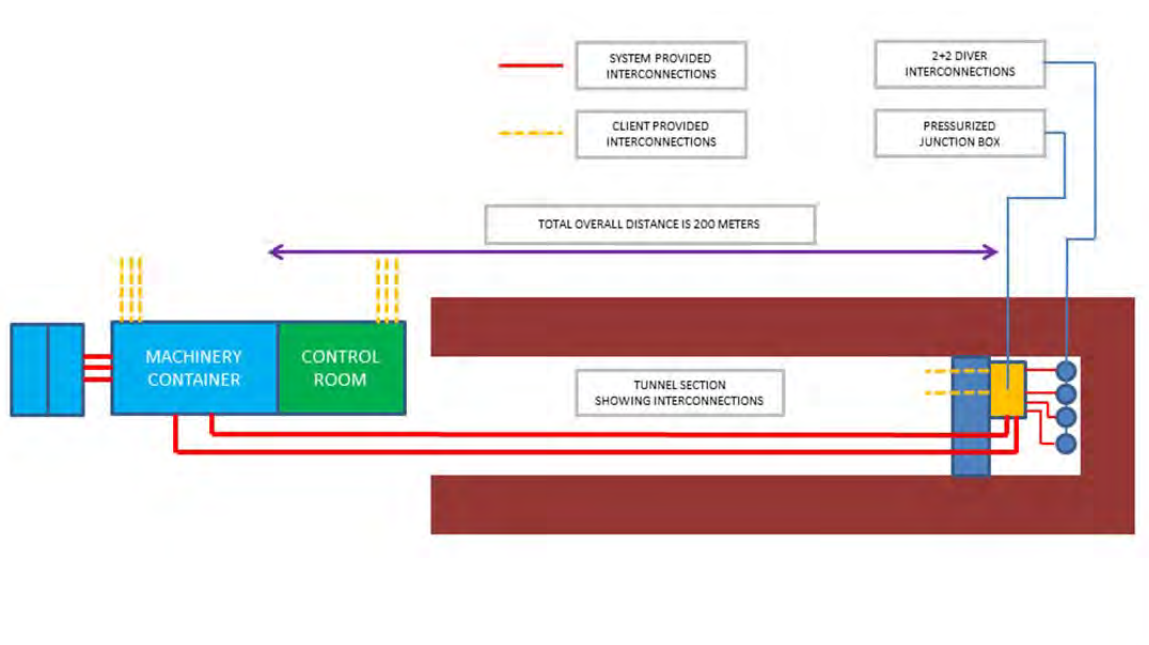 SYSTEM PROVIDED
INTERCONNECTIONS
2+2 DIVER
INTERCONNECTIONS
CLIENT PROVIDED
INTERCONNECTIONS
PRESSURIZED
JUNCTION BOX
TOTAL OVERALL DISTANCE IS 200 METERS
MACHINERY
CONTAINER
CONTROL
ROOM
TUNNEL SECTION
SHOWING INTERCONNECTIONS